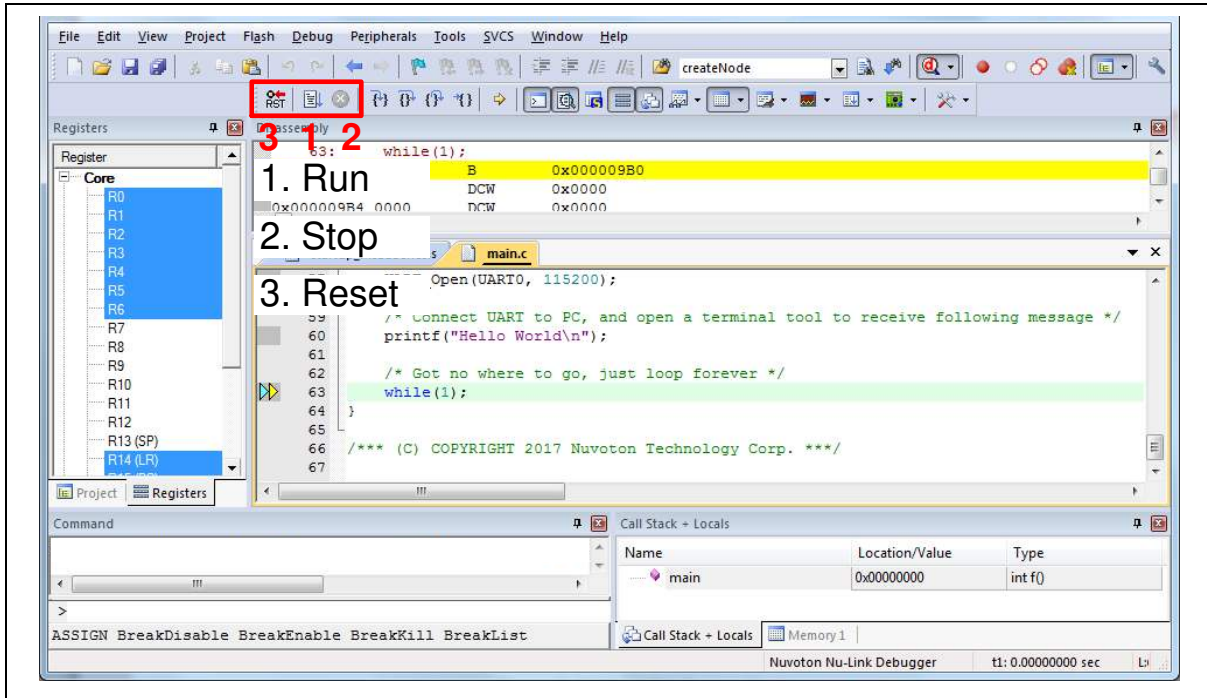 File Edit View Project Flash Debug Peripherals Tools SVCS Window Help
createNode
RST
3 1 2
Registers
Disassembly
Register
Core
R0
R1
R2
R3
R4
R5
R6
R7
R8
R9
R10
R11
R12
R13 (SP)
R14 (LR)
Project Registers
63: while(1);
B 0x000009B0
DCW 0x0000
0x000009B4 0000 DCW 0x0000
1. Run
2. Stop
3. Reset
main.c
Open(UART0, 115200);
59 /* Connect UART to PC, and open a terminal tool to receive following message */
60 printf("Hello World\n");
61
62 /* Got no where to go, just loop forever */
63 while(1);
64 }
65
66 /*** (C) COPYRIGHT 2017 Nuvoton Technology Corp. ***/
67
Command
>
ASSIGN BreakDisable BreakEnable BreakKill BreakList
Call Stack + Locals
Name Location/Value Type
main 0x00000000 int f()
Call Stack + Locals Memory 1
Nuvoton Nu-Link Debugger t1: 0.00000000 sec